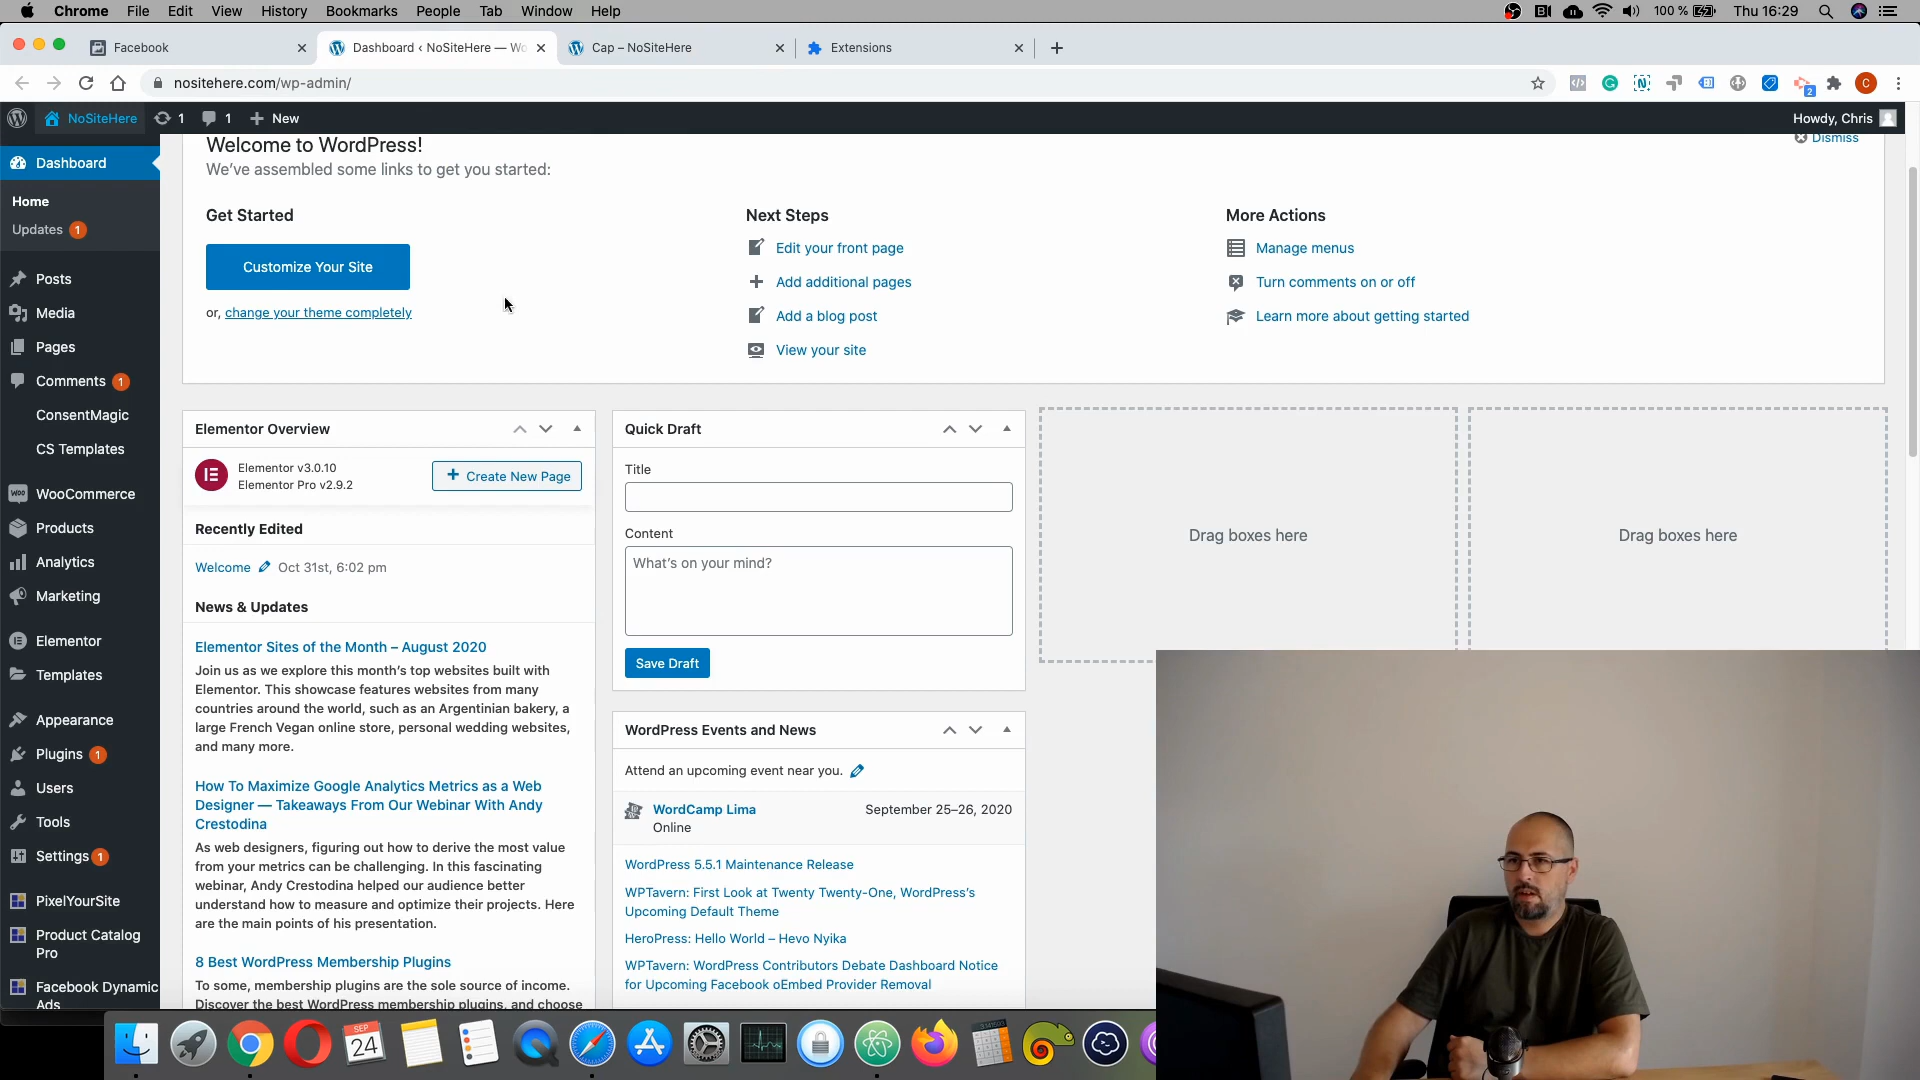 Chrome File Edit View History Bookmarks People Tab Window Help
100 % Thu 16:29
Facebook
Dashboard ‹ NoSiteHere — Wo
Cap – NoSiteHere
Extensions
nositehere.com/wp-admin/
2
C
NoSiteHere 1 1 New
Howdy, Chris
Dashboard
Home
Updates 1
Posts
Media
Pages
Comments 1
ConsentMagic
CS Templates
WooCommerce
Products
Analytics
Marketing
Elementor
Templates
Appearance
Plugins 1
Users
Tools
Settings 1
PixelYourSite
Product Catalog
Pro
Facebook Dynamic
Ads
Welcome to WordPress!
Dismiss
We've assembled some links to get you started:
Get Started
Customize Your Site
or, change your theme completely
Next Steps
Edit your front page
Add additional pages
Add a blog post
View your site
More Actions
Manage menus
Turn comments on or off
Learn more about getting started
Elementor Overview
Elementor v3.0.10
Elementor Pro v2.9.2
Create New Page
Recently Edited
Welcome Oct 31st, 6:02 pm
News & Updates
Elementor Sites of the Month – August 2020
Join us as we explore this month's top websites built with
Elementor. This showcase features websites from many
countries around the world, such as an Argentinian bakery, a
large French Vegan online store, personal wedding websites,
and many more.
How To Maximize Google Analytics Metrics as a Web
Designer — Takeaways From Our Webinar With Andy
Crestodina
As web designers, figuring out how to derive the most value
from your metrics can be challenging. In this fascinating
webinar, Andy Crestodina helped our audience better
understand how to measure and optimize their projects. Here
are the main points of his presentation.
8 Best WordPress Membership Plugins
To some, membership plugins are the sole source of income.
Discover the best WordPress membership plugins, and choose
Quick Draft
Title
Content
What's on your mind?
Save Draft
WordPress Events and News
Attend an upcoming event near you.
WordCamp Lima September 25–26, 2020
Online
WordPress 5.5.1 Maintenance Release
WPTavern: First Look at Twenty Twenty-One, WordPress's
Upcoming Default Theme
HeroPress: Hello World – Hevo Nyika
WPTavern: WordPress Contributors Debate Dashboard Notice
for Upcoming Facebook oEmbed Provider Removal
Drag boxes here
Drag boxes here
SEP
24